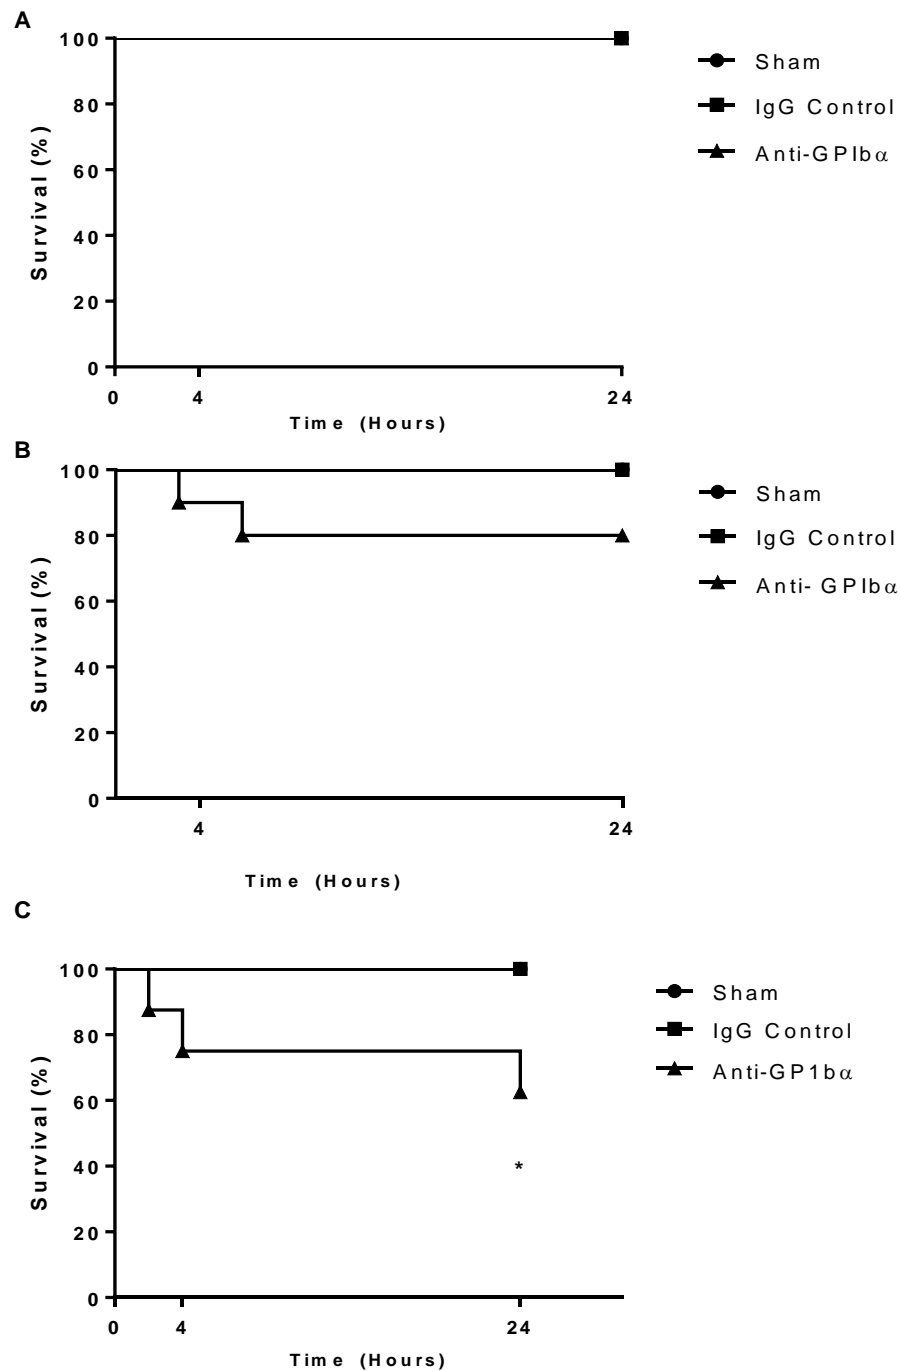 A
100
80
60
40
20
0
Survival (%)
0 4 24
Time (Hours)
Sham
IgG Control
Anti-GPIbα
B
100
80
60
40
20
0
Survival (%)
4 24
Time (Hours)
Sham
IgG Control
Anti- GPIbα
C
100
80
60
40
20
0
Survival (%)
*
0 4 24
Time (Hours)
Sham
IgG Control
Anti-GP1bα